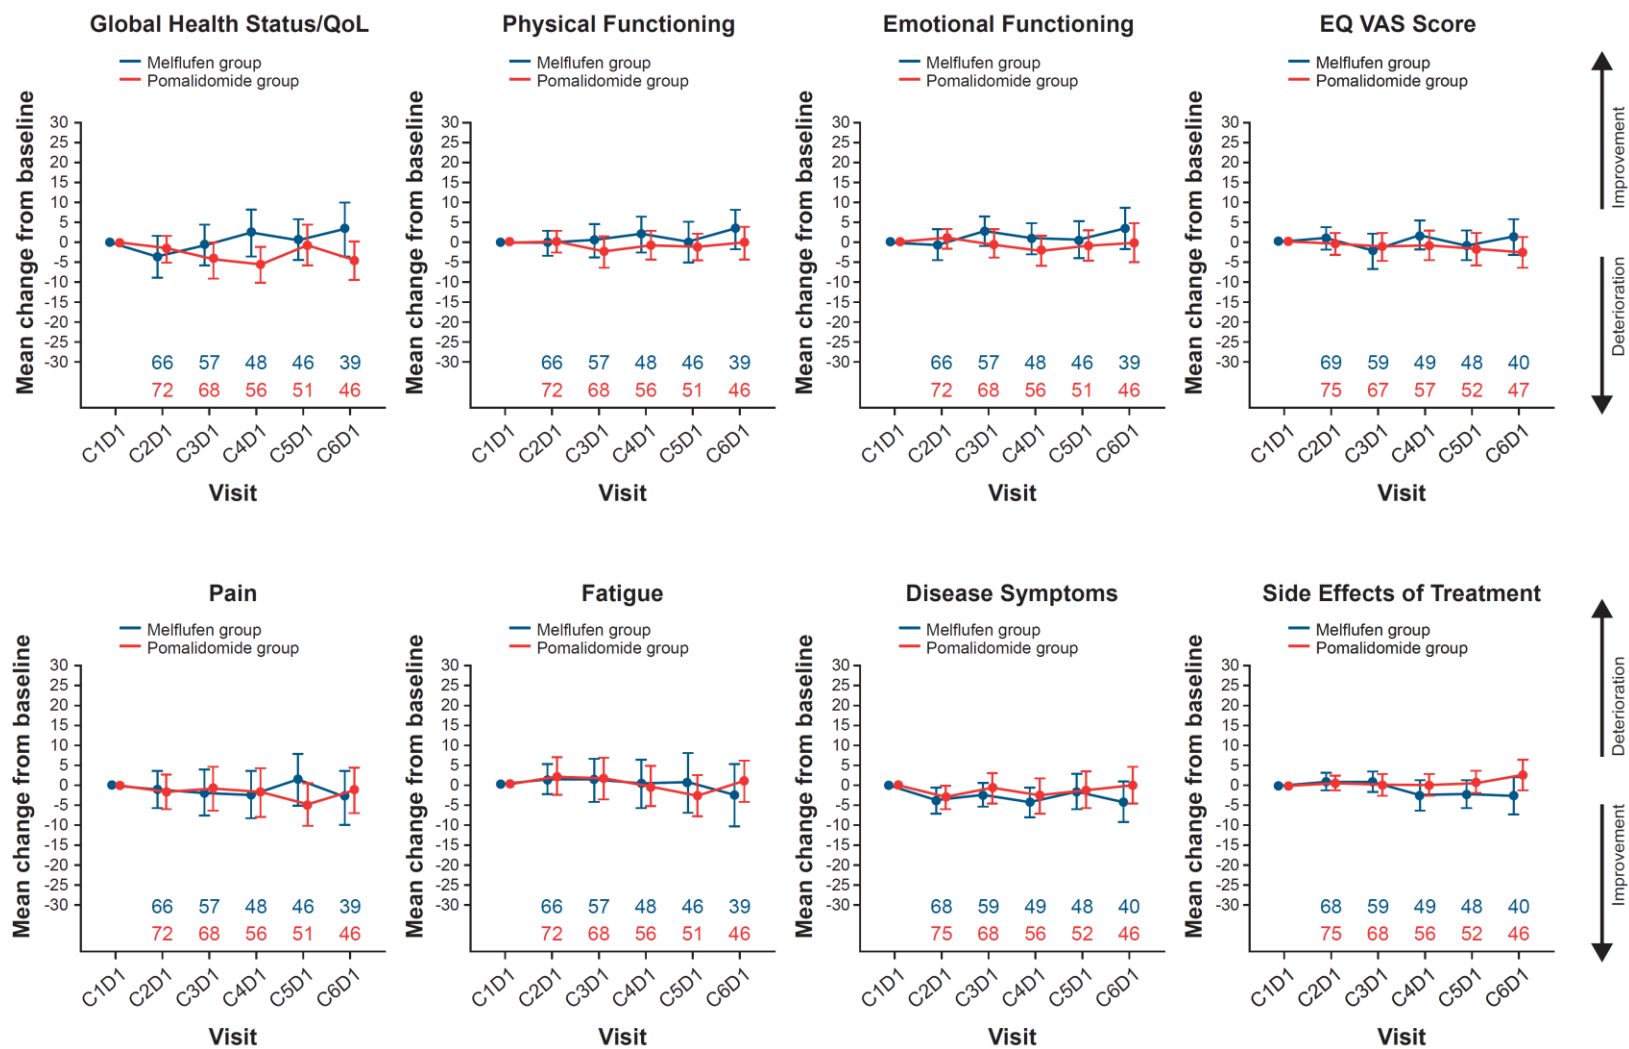 Global Health Status/QoL
Melflufen group
Pomalidomide group
Mean change from baseline
30
25
20
15
10
5
0
-5
-10
-15
-20
-25
-30
66 57 48 46 39
72 68 56 51 46
C1D1 C2D1 C3D1 C4D1 C5D1 C6D1
Visit
Physical Functioning
Melflufen group
Pomalidomide group
Mean change from baseline
30
25
20
15
10
5
0
-5
-10
-15
-20
-25
-30
66 57 48 46 39
72 68 56 51 46
C1D1 C2D1 C3D1 C4D1 C5D1 C6D1
Visit
Emotional Functioning
Melflufen group
Pomalidomide group
Mean change from baseline
30
25
20
15
10
5
0
-5
-10
-15
-20
-25
-30
66 57 48 46 39
72 68 56 51 46
C1D1 C2D1 C3D1 C4D1 C5D1 C6D1
Visit
EQ VAS Score
Melflufen group
Pomalidomide group
Mean change from baseline
30
25
20
15
10
5
0
-5
-10
-15
-20
-25
-30
69 59 49 48 40
75 67 57 52 47
C1D1 C2D1 C3D1 C4D1 C5D1 C6D1
Visit
Improvement
Deterioration
Pain
Melflufen group
Pomalidomide group
Mean change from baseline
30
25
20
15
10
5
0
-5
-10
-15
-20
-25
-30
66 57 48 46 39
72 68 56 51 46
C1D1 C2D1 C3D1 C4D1 C5D1 C6D1
Visit
Fatigue
Melflufen group
Pomalidomide group
Mean change from baseline
30
25
20
15
10
5
0
-5
-10
-15
-20
-25
-30
66 57 48 46 39
72 68 56 51 46
C1D1 C2D1 C3D1 C4D1 C5D1 C6D1
Visit
Disease Symptoms
Melflufen group
Pomalidomide group
Mean change from baseline
30
25
20
15
10
5
0
-5
-10
-15
-20
-25
-30
68 59 49 48 40
75 68 56 52 46
C1D1 C2D1 C3D1 C4D1 C5D1 C6D1
Visit
Side Effects of Treatment
Melflufen group
Pomalidomide group
Mean change from baseline
30
25
20
15
10
5
0
-5
-10
-15
-20
-25
-30
68 59 49 48 40
75 68 56 52 46
C1D1 C2D1 C3D1 C4D1 C5D1 C6D1
Visit
Deterioration
Improvement